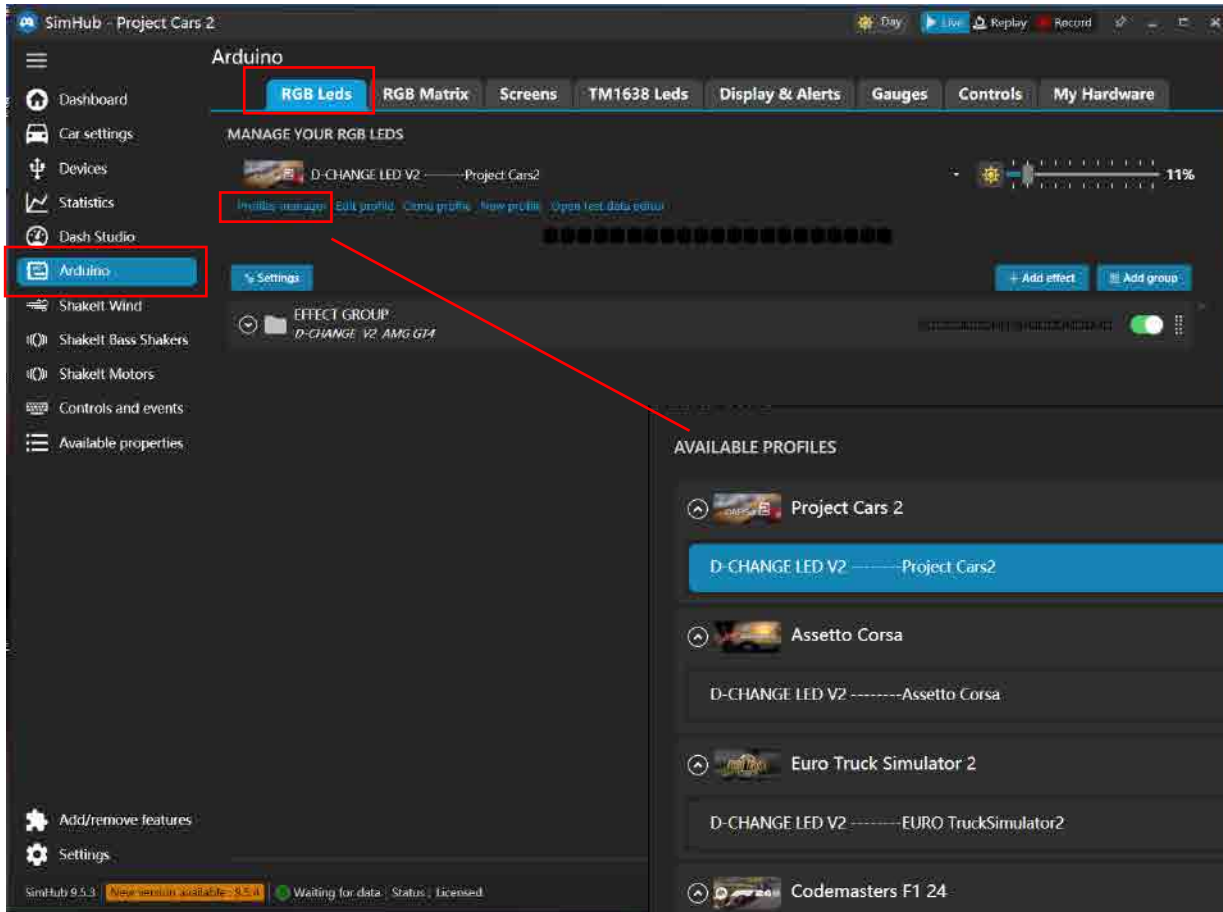 SimHub - Project Cars 2
Day Live Replay Record
Arduino
RGB Leds RGB Matrix Screens TM1638 Leds Display & Alerts Gauges Controls My Hardware
Dashboard
Car settings
Devices
Statistics
Dash Studio
Arduino
ShakeIt Wind
ShakeIt Bass Shakers
ShakeIt Motors
Controls and events
Available properties
MANAGE YOUR RGB LEDS
D-CHANGE LED V2 ---------Project Cars2
11%
Profiles manager Edit profile Clone profile New profile Open test data editor
Settings
+ Add effect Add group
EFFECT GROUP
D-CHANGE V2 AMG GT4
AVAILABLE PROFILES
Project Cars 2
D-CHANGE LED V2 ---------Project Cars2
Assetto Corsa
D-CHANGE LED V2 --------Assetto Corsa
Euro Truck Simulator 2
D-CHANGE LED V2 --------EURO TruckSimulator2
Codemasters F1 24
Add/remove features
Settings
SimHub 9.5.3 New version available : 9.5.4 Waiting for data Status : Licensed